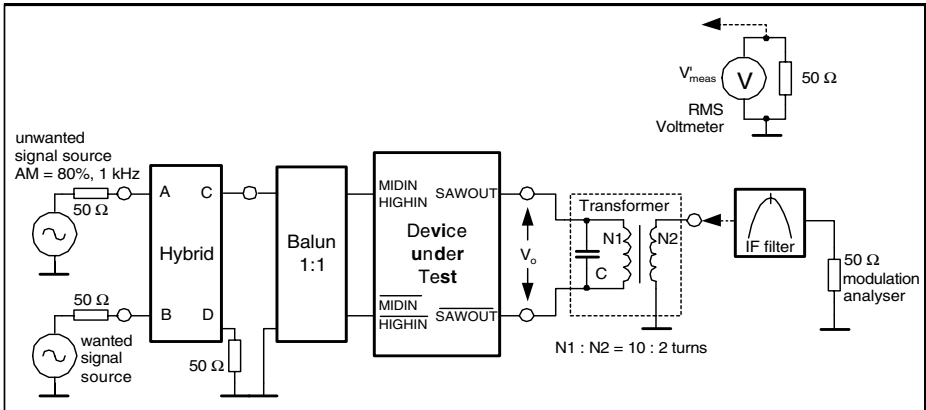 unwanted
signal source
AM = 80%, 1 kHz
50 Ω
A
C
Hybrid
B
D
50 Ω
wanted
signal
source
50 Ω
Balun
1:1
MIDIN
HIGHIN
SAWOUT
Device
under
Test
MIDIN
HIGHIN
SAWOUT
Vo
Transformer
N1
N2
C
N1 : N2 = 10 : 2 turns
V'meas
V
50 Ω
RMS
Voltmeter
IF filter
50 Ω
modulation
analyser